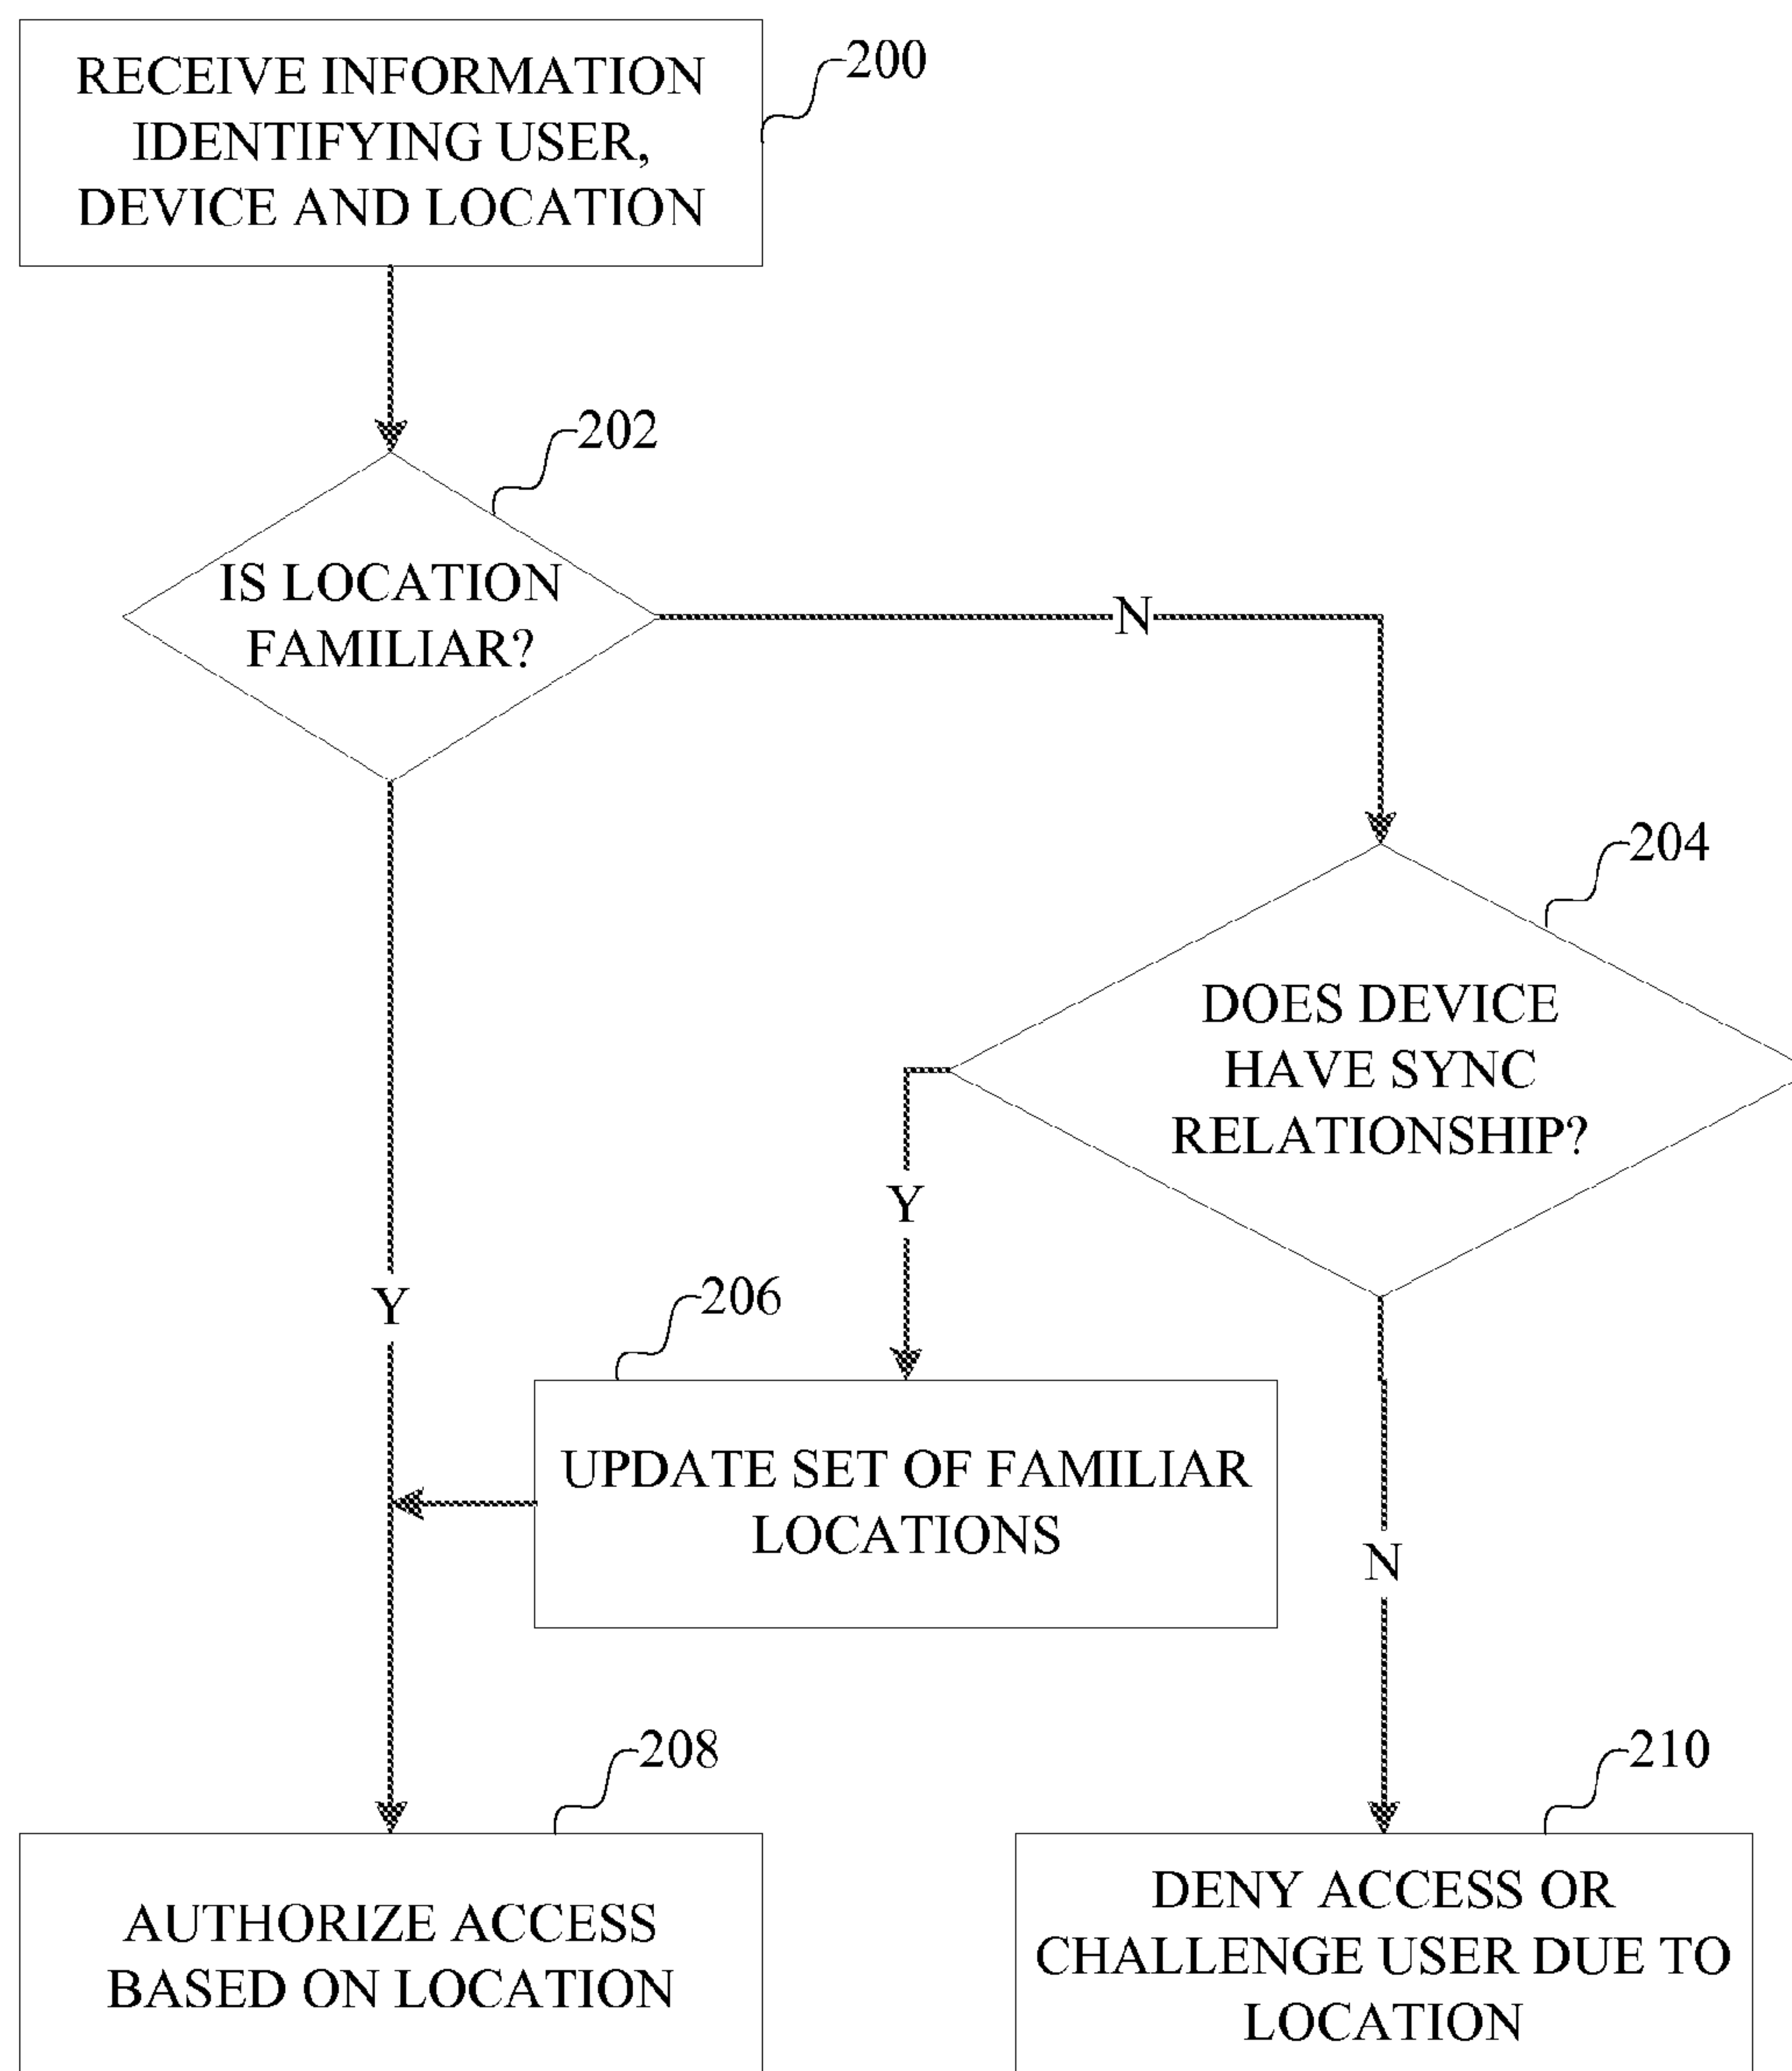 RECEIVE INFORMATION
IDENTIFYING USER,
DEVICE AND LOCATION
200
202
IS LOCATION
FAMILIAR?
N
204
DOES DEVICE
HAVE SYNC
RELATIONSHIP?
Y
206
Y
UPDATE SET OF FAMILIAR
LOCATIONS
N
208
210
AUTHORIZE ACCESS
BASED ON LOCATION
DENY ACCESS OR
CHALLENGE USER DUE TO
LOCATION